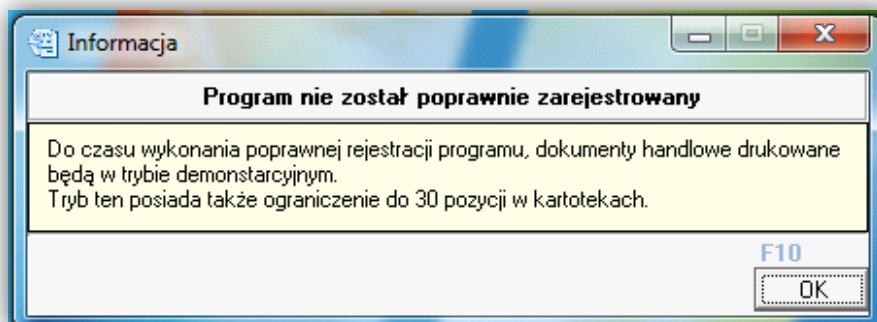 Informacja
Program nie został poprawnie zarejestrowany
Do czasu wykonania poprawnej rejestracji programu, dokumenty handlowe drukowane
będą w trybie demonstarcyjnym.
Tryb ten posiada także ograniczenie do 30 pozycji w kartotekach.
F10
OK